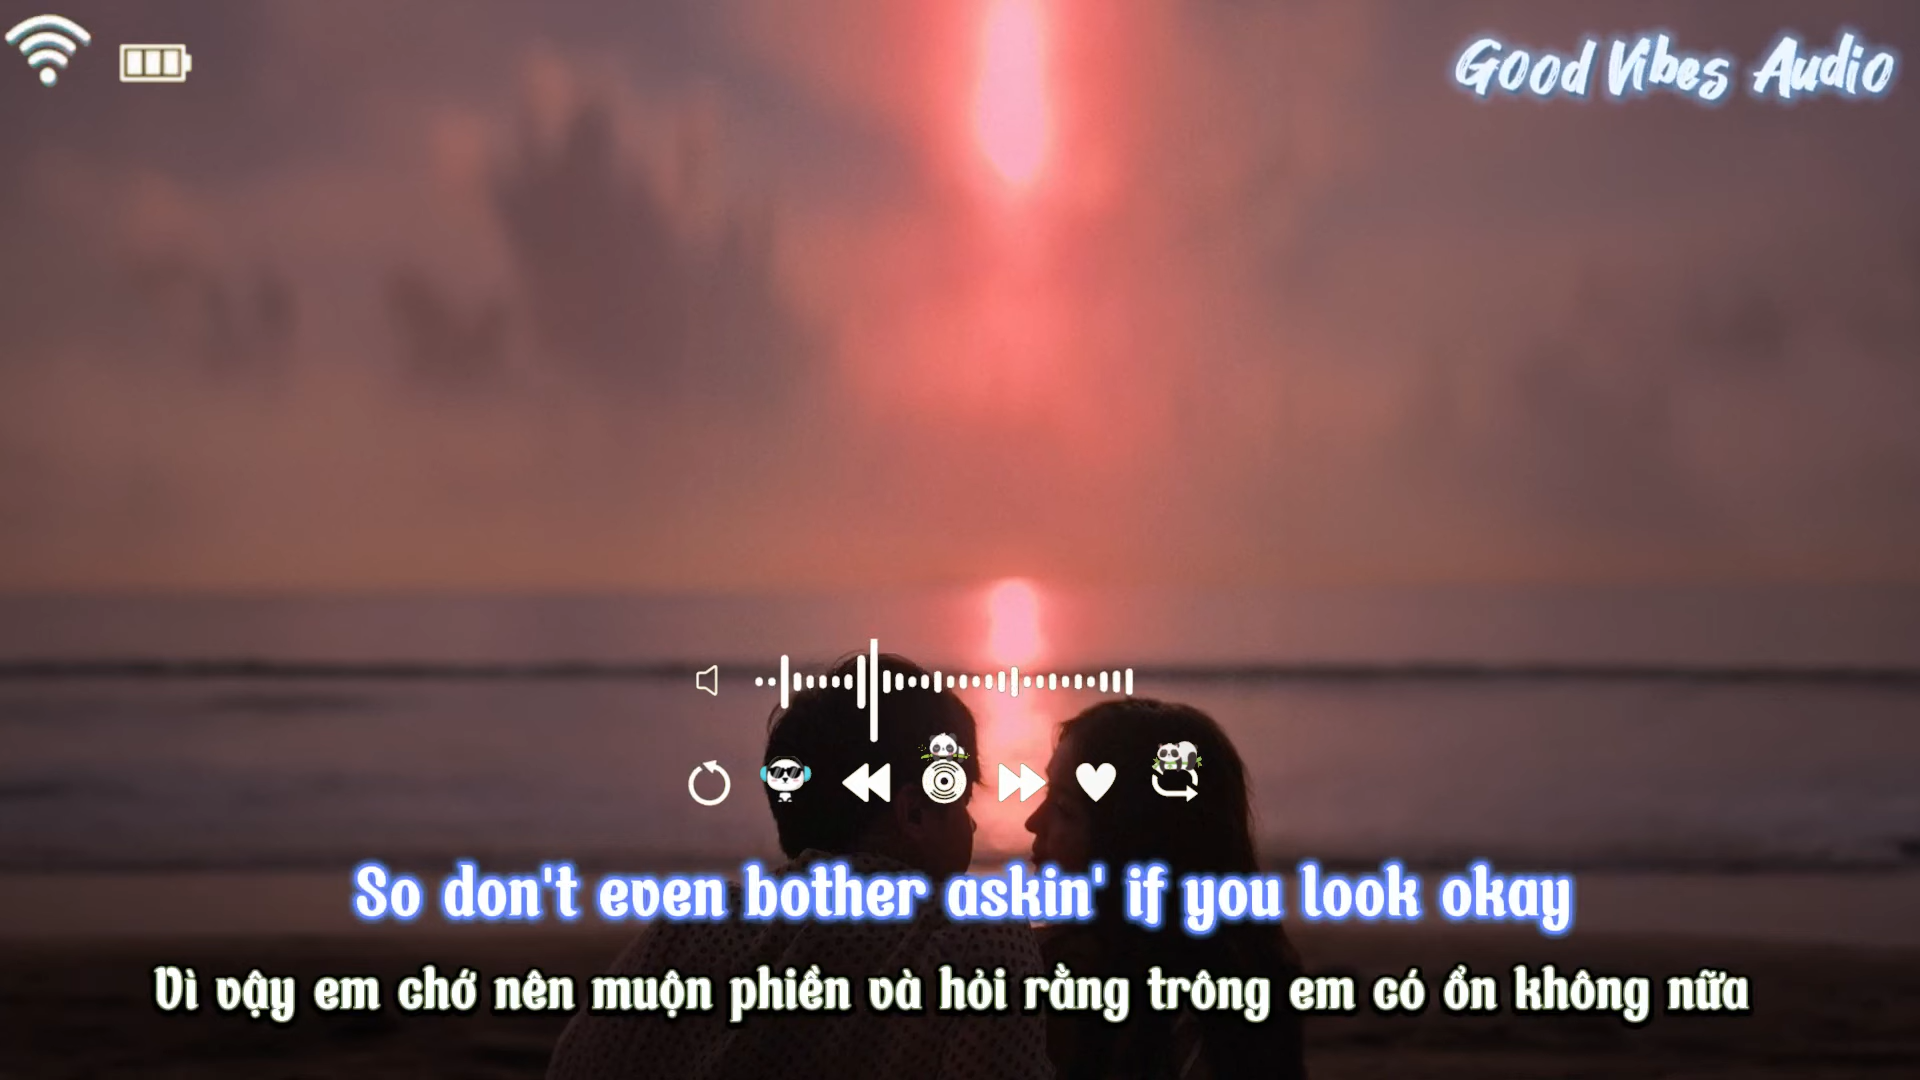 Good Vibes Audio
So don't even bother askin' if you look okay
Vì vậy em chớ nên muộn phiền và hỏi rằng trông em có ổn không nữa